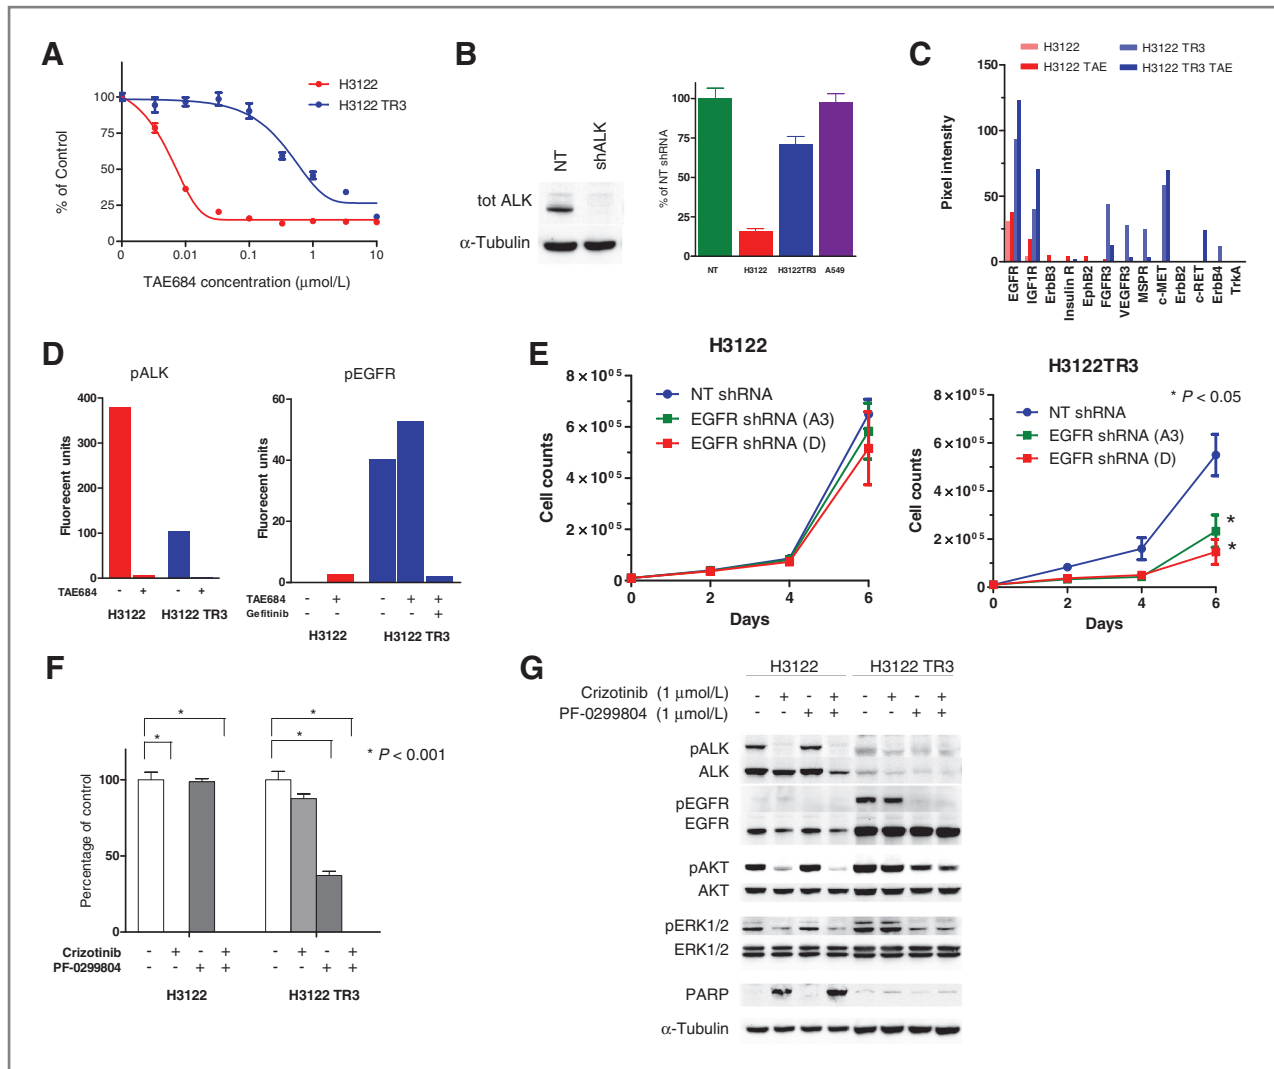 A
H3122
H3122 TR3
100
75
50
25
0
% of Control
0
0.01
0.1
1
10
TAE684 concentration (μmol/L)
B
NT
shALK
tot ALK
α-Tubulin
100
75
50
25
0
% of NT shRNA
NT
H3122
H3122TR3
A549
C
H3122
H3122 TR3
H3122 TAE
H3122 TR3 TAE
150
100
50
0
Pixel intensity
EGFR
IGF1R
ErbB3
Insulin R
EphB2
FGFR3
VEGFR3
MSPR
c-MET
ErbB2
c-RET
ErbB4
TrkA
D
pALK
400
300
200
100
0
Fluorecent units
TAE684 - + - +
H3122 H3122 TR3
pEGFR
60
40
20
0
Fluorecent units
TAE684 - + - + +
Gefitinib - - - - +
H3122 H3122 TR3
E
H3122
8×10⁰⁵
6×10⁰⁵
4×10⁰⁵
2×10⁰⁵
0
Cell counts
NT shRNA
EGFR shRNA (A3)
EGFR shRNA (D)
0 2 4 6
Days
H3122TR3
* P < 0.05
8×10⁰⁵
6×10⁰⁵
4×10⁰⁵
2×10⁰⁵
0
Cell counts
NT shRNA
EGFR shRNA (A3)
EGFR shRNA (D)
*
*
0 2 4 6
Days
F
* *
* *
* P < 0.001
100
50
0
Percentage of control
Crizotinib - + - + - + - +
PF-0299804 - - + + - - + +
H3122 H3122 TR3
G
H3122 H3122 TR3
Crizotinib (1 μmol/L) - + - + - + - +
PF-0299804 (1 μmol/L) - - + + - - + +
pALK
ALK
pEGFR
EGFR
pAKT
AKT
pERK1/2
ERK1/2
PARP
α-Tubulin